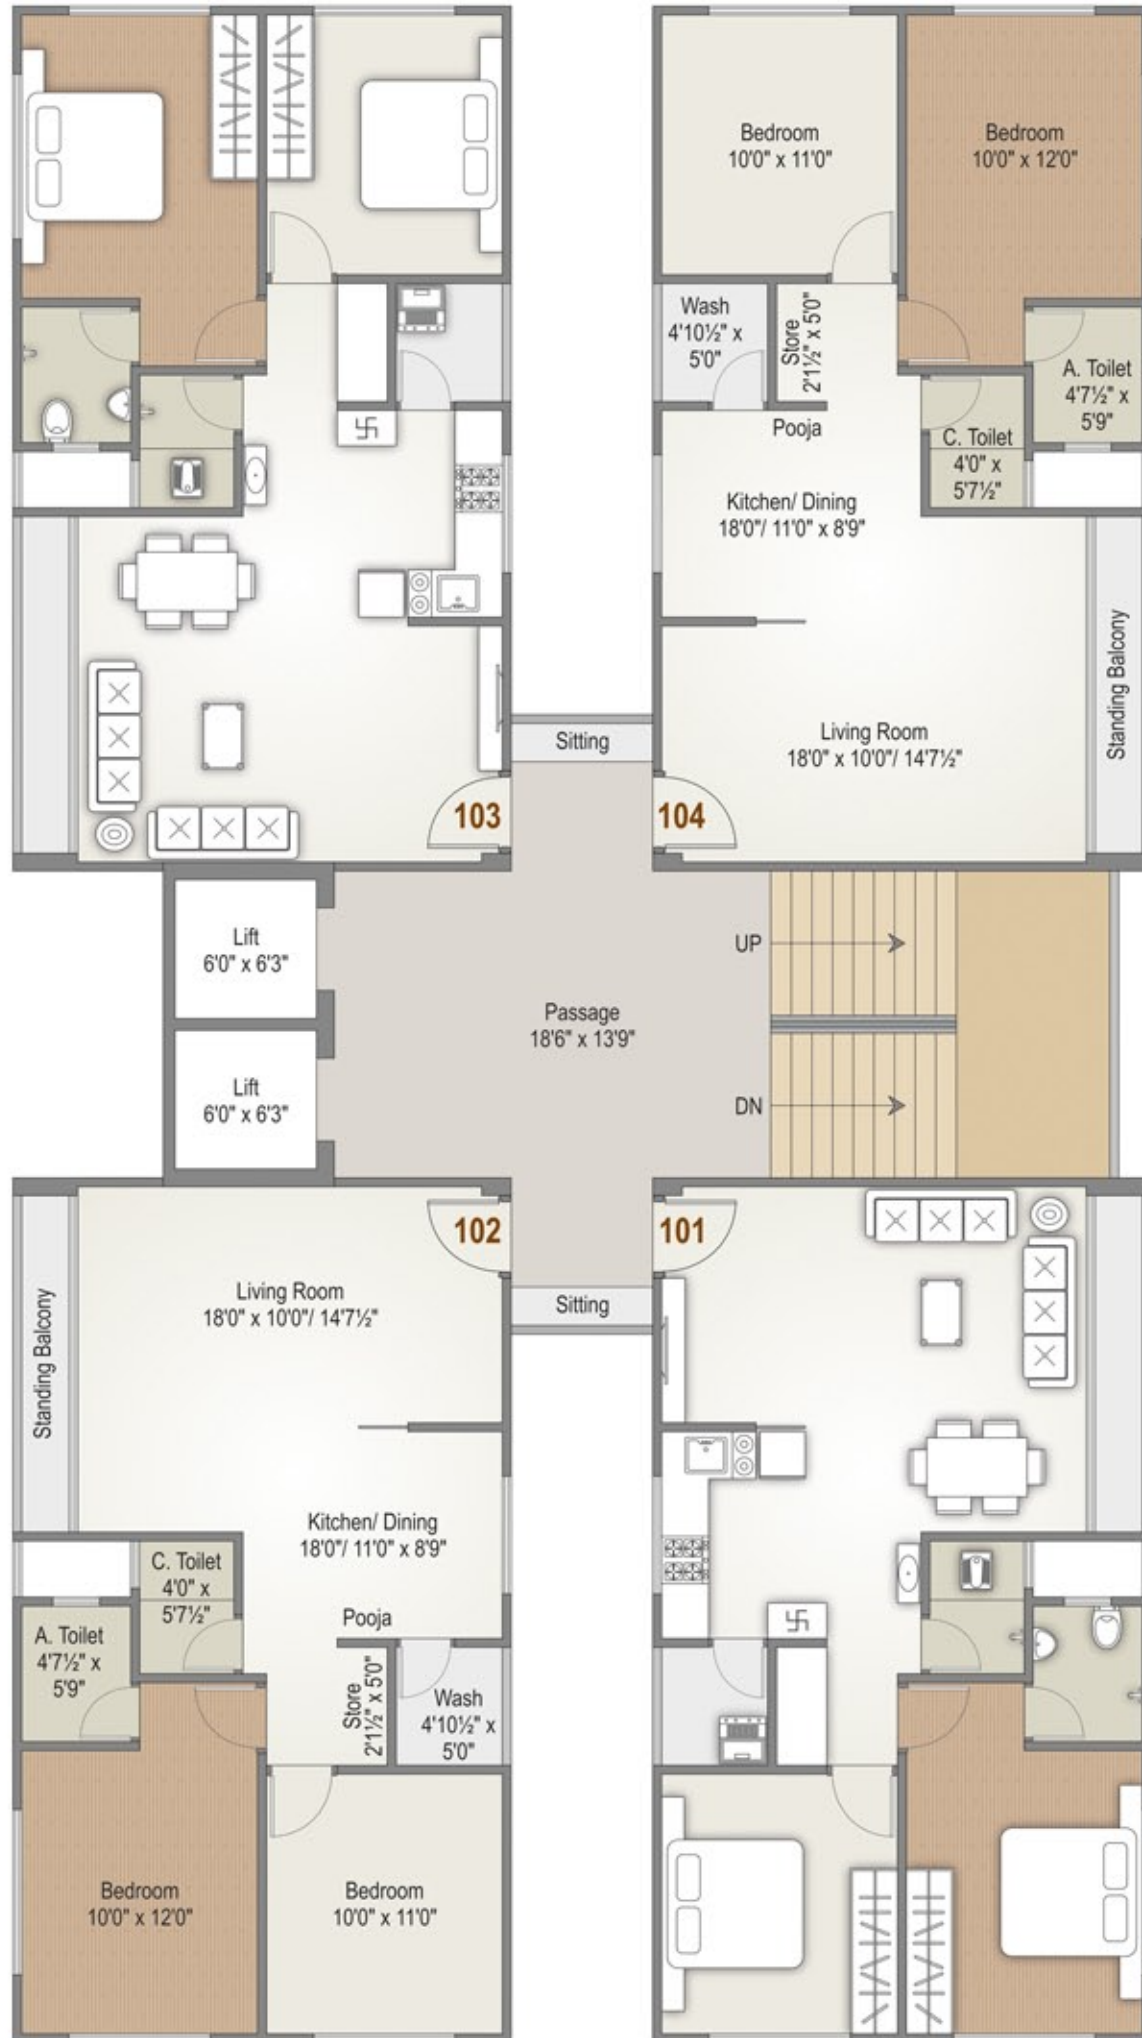 Bedroom
10'0" x 11'0"
Bedroom
10'0" x 12'0"
Wash
4'10½" x
5'0"
Store
2'1½" x 5'0"
A. Toilet
4'7½" x
5'9"
Pooja
C. Toilet
4'0" x
5'7½"
Kitchen/ Dining
18'0"/ 11'0" x 8'9"
Standing Balcony
Living Room
18'0" x 10'0"/ 14'7½"
Sitting
103
104
Lift
6'0" x 6'3"
UP
Passage
18'6" x 13'9"
Lift
6'0" x 6'3"
DN
102
101
Living Room
18'0" x 10'0"/ 14'7½"
Sitting
Standing Balcony
Kitchen/ Dining
18'0"/ 11'0" x 8'9"
C. Toilet
4'0" x
5'7½"
Pooja
A. Toilet
4'7½" x
5'9"
Store
2'1½" x 5'0"
Wash
4'10½" x
5'0"
Bedroom
10'0" x 12'0"
Bedroom
10'0" x 11'0"